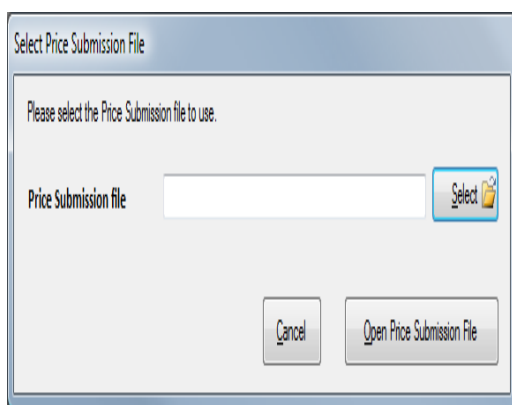 Select Price Submission File
Please select the Price Submission file to use.
Price Submission file
Select
Cancel
Open Price Submission File